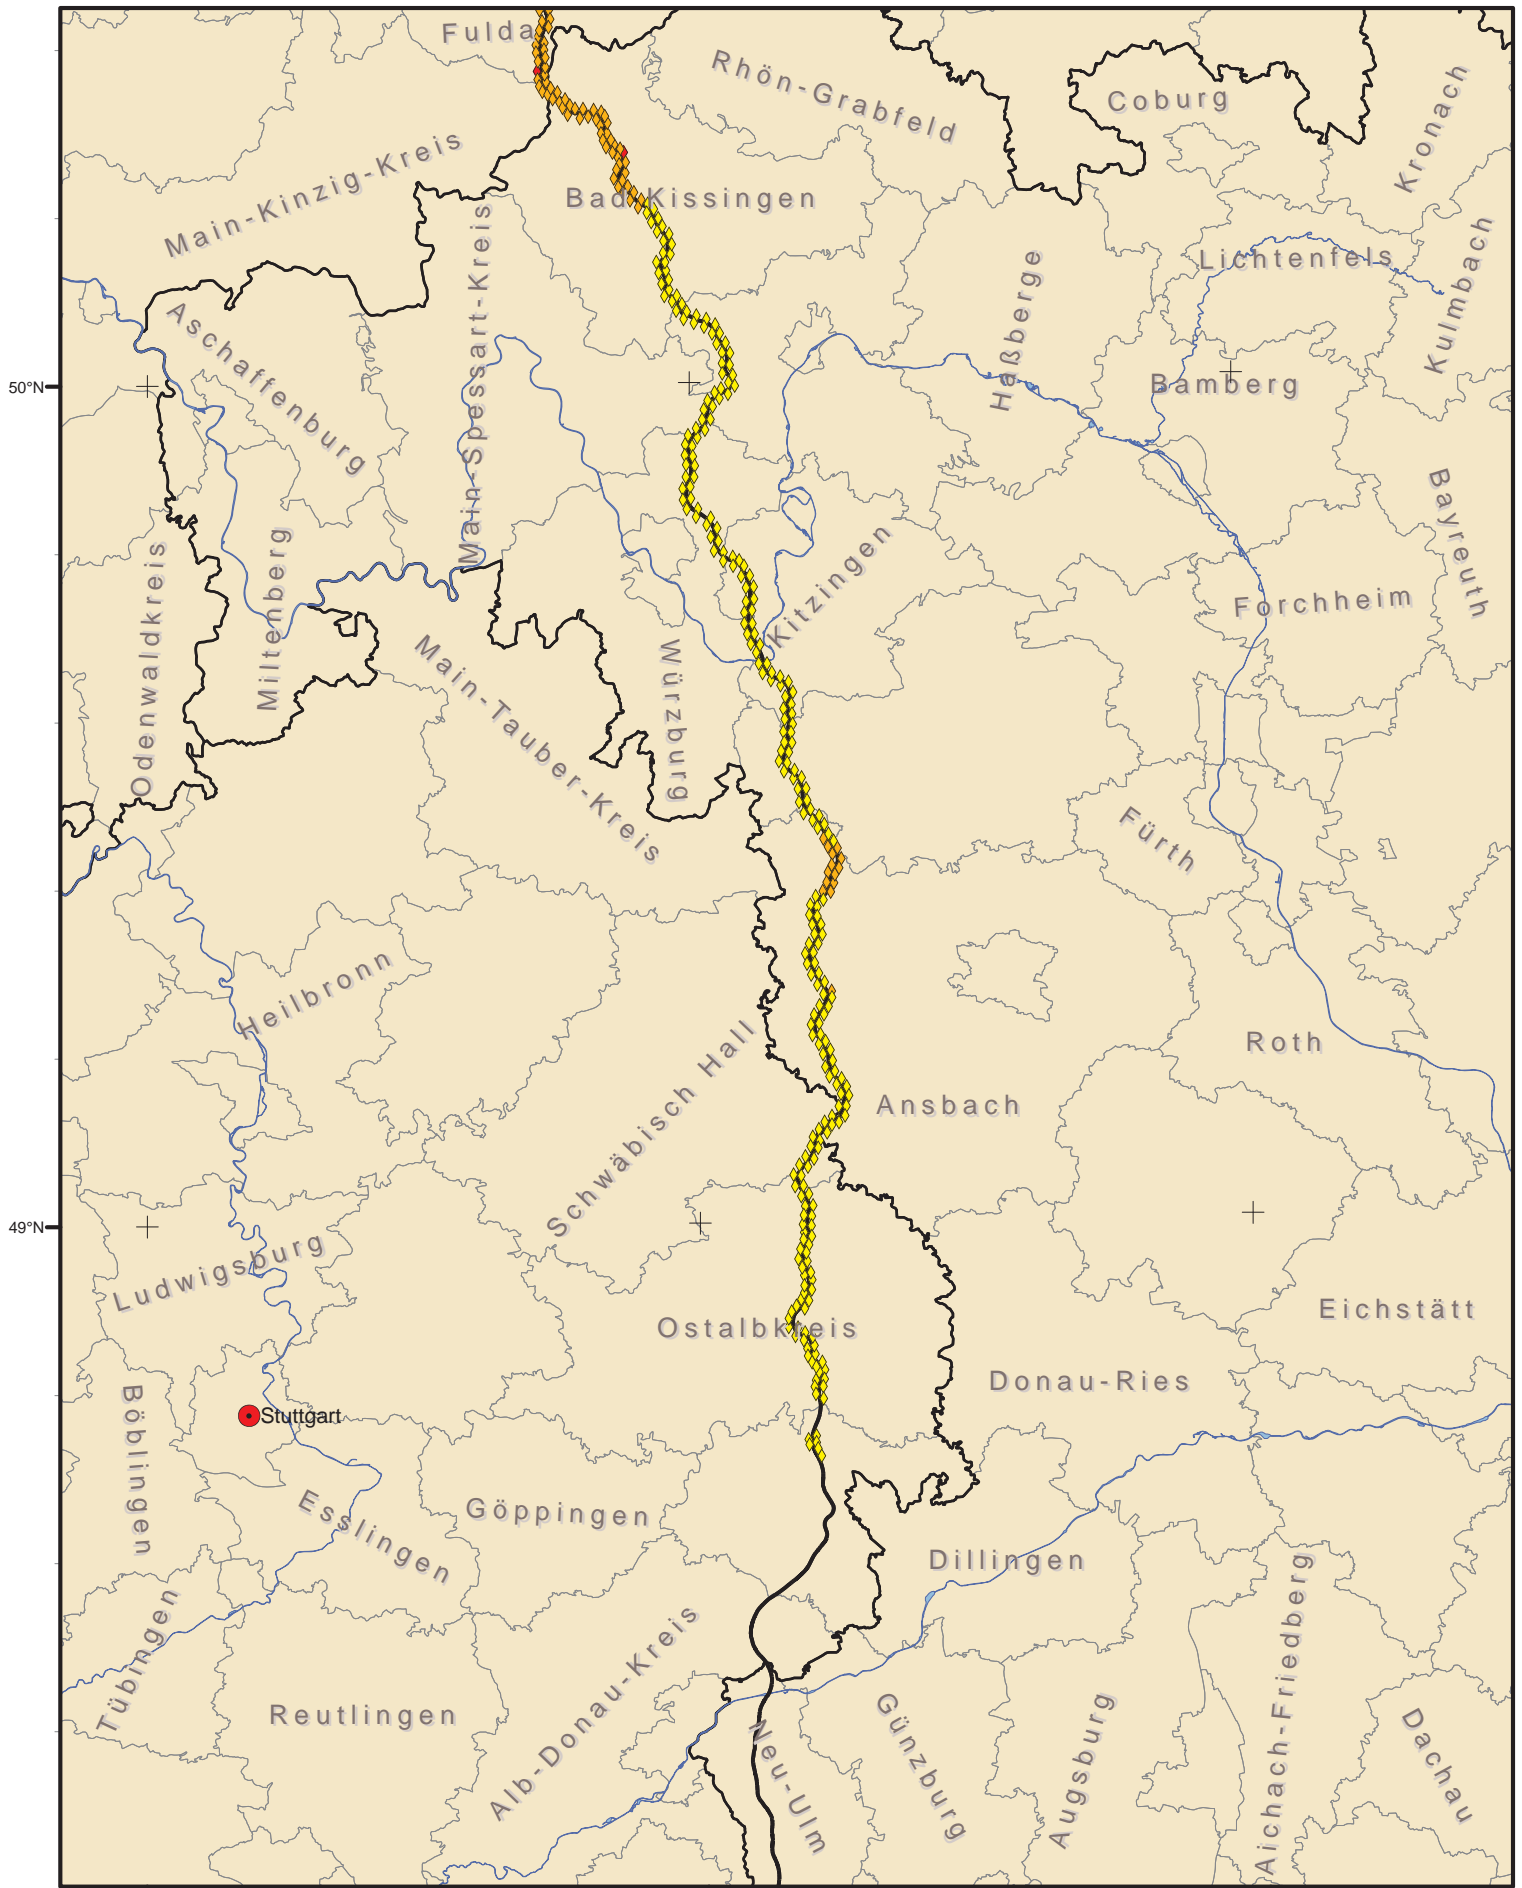 Fulda
Rhön-Grabfeld
Coburg
Kronach
Main-Kinzig-Kreis
Bad Kissingen
Lichtenfels
Kulmbach
Aschaffenburg
Main-Spessart-Kreis
Haßberge
50°N
Bamberg
Bayreuth
Odenwaldkreis
Miltenberg
Kitzingen
Forchheim
Main-Tauber-Kreis
Würzburg
Fürth
Heilbronn
Roth
Schwäbisch Hall
Ansbach
49°N
Ludwigsburg
Eichstätt
Ostalbkreis
Donau-Ries
Böblingen
Stuttgart
Esslingen
Göppingen
Dillingen
Tübingen
Aichach-Friedberg
Reutlingen
Alb-Donau-Kreis
Neu-Ulm
Günzburg
Augsburg
Dachau